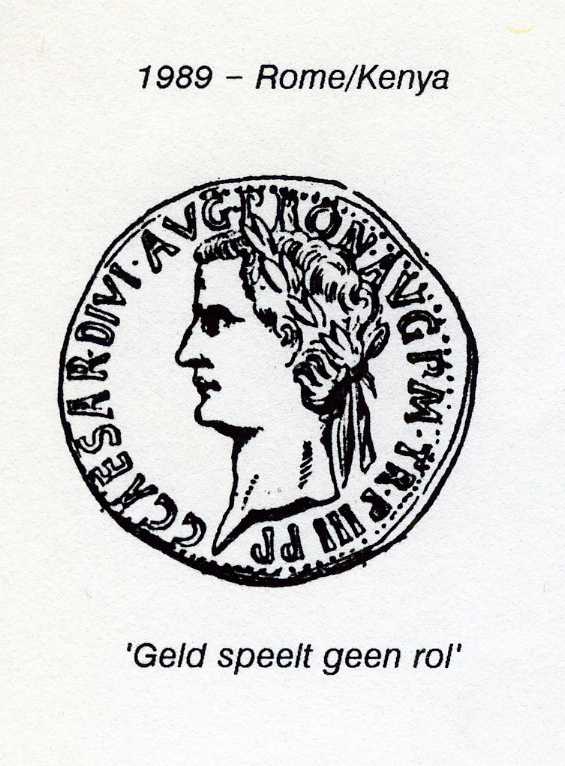 1989 – Rome/Kenya
C CAESAR·DIVI·AVG PRON·AVG P M·TR·P IIII P P
'Geld speelt geen rol'